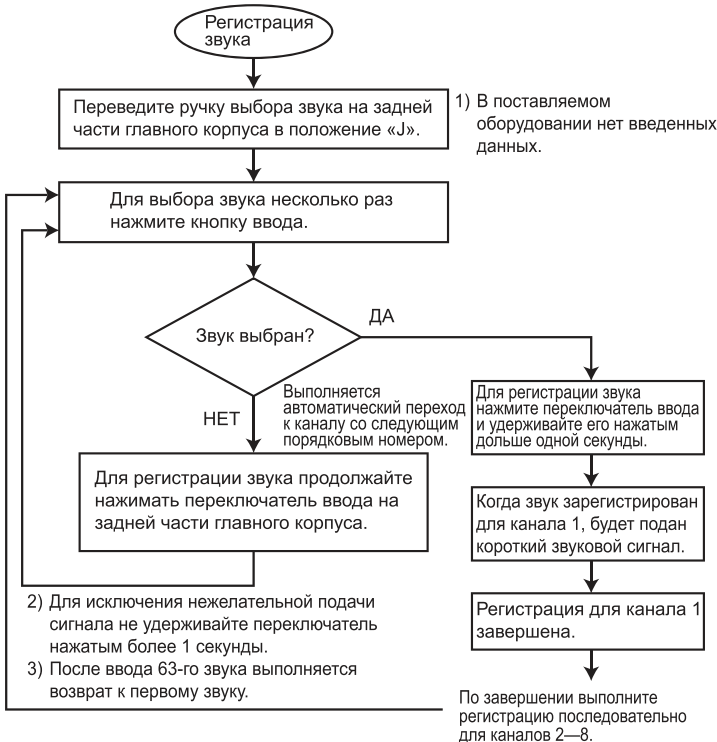 Регистрация
звука
Переведите ручку выбора звука на задней
части главного корпуса в положение «J».
1) В поставляемом
оборудовании нет введенных
данных.
Для выбора звука несколько раз
нажмите кнопку ввода.
Звук выбран?
ДА
НЕТ
Выполняется
автоматический переход
к каналу со следующим
порядковым номером.
Для регистрации звука продолжайте
нажимать переключатель ввода на
задней части главного корпуса.
2) Для исключения нежелательной подачи
сигнала не удерживайте переключатель
нажатым более 1 секунды.
3) После ввода 63-го звука выполняется
возврат к первому звуку.
Для регистрации звука
нажмите переключатель ввода
и удерживайте его нажатым
дольше одной секунды.
Когда звук зарегистрирован
для канала 1, будет подан
короткий звуковой сигнал.
Регистрация для канала 1
завершена.
По завершении выполните
регистрацию последовательно
для каналов 2—8.